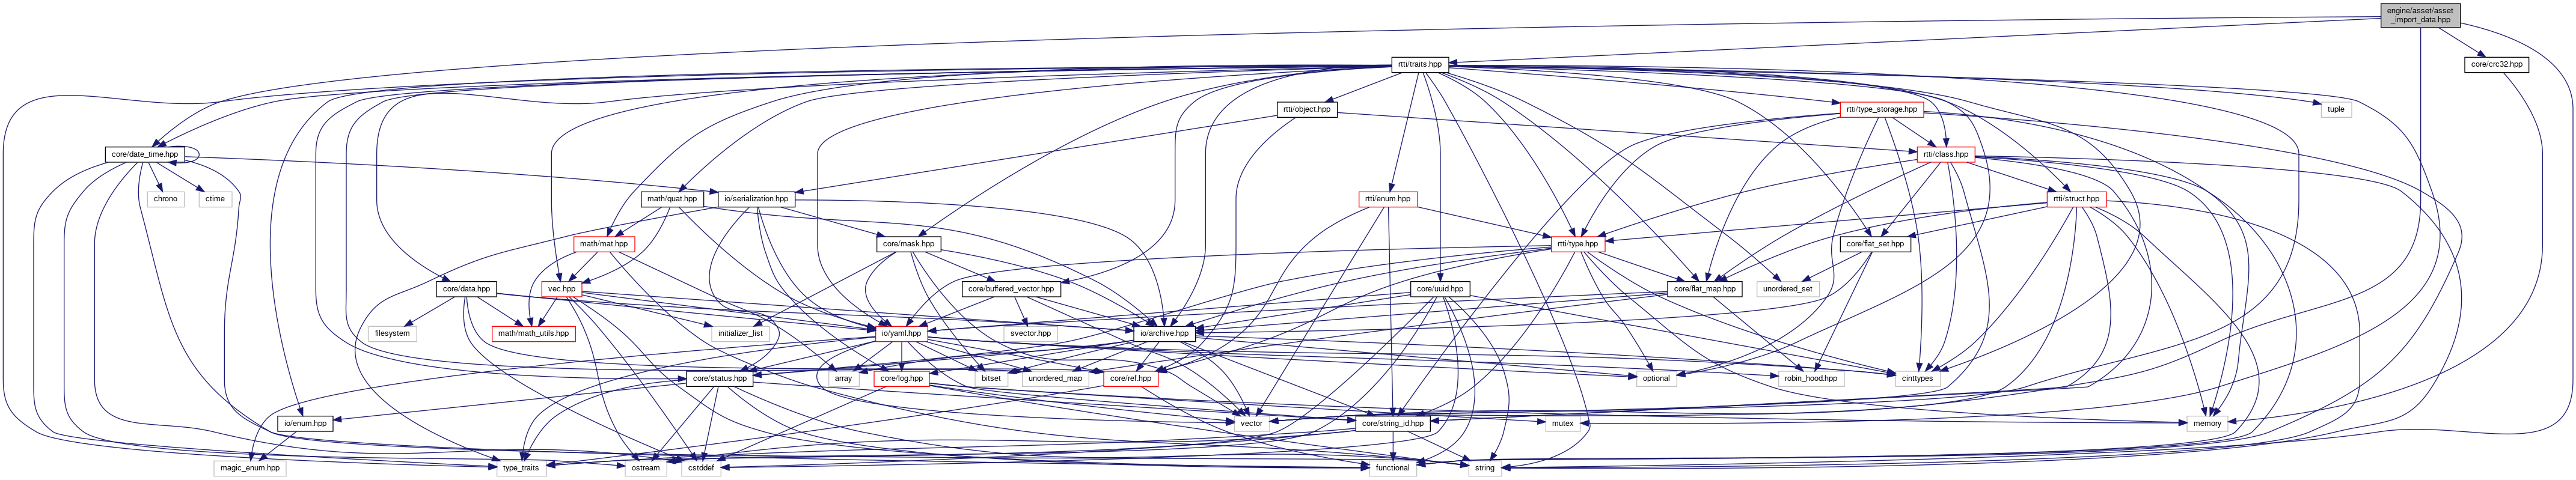 engine/asset/asset
_import_data.hpp
rtti/traits.hpp
core/crc32.hpp
rtti/object.hpp
rtti/type_storage.hpp
tuple
core/date_time.hpp
rtti/class.hpp
chrono
ctime
math/quat.hpp
io/serialization.hpp
rtti/enum.hpp
rtti/struct.hpp
math/mat.hpp
core/mask.hpp
rtti/type.hpp
core/flat_set.hpp
core/data.hpp
vec.hpp
core/buffered_vector.hpp
core/uuid.hpp
core/flat_map.hpp
unordered_set
filesystem
math/math_utils.hpp
initializer_list
io/yaml.hpp
svector.hpp
io/archive.hpp
core/status.hpp
array
core/log.hpp
bitset
unordered_map
core/ref.hpp
optional
robin_hood.hpp
cinttypes
io/enum.hpp
vector
core/string_id.hpp
mutex
memory
magic_enum.hpp
type_traits
ostream
cstddef
functional
string